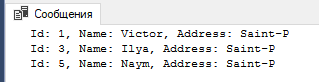 Сообщения
Id: 1, Name: Victor, Address: Saint-P
Id: 3, Name: Ilya, Address: Saint-P
Id: 5, Name: Naym, Address: Saint-P